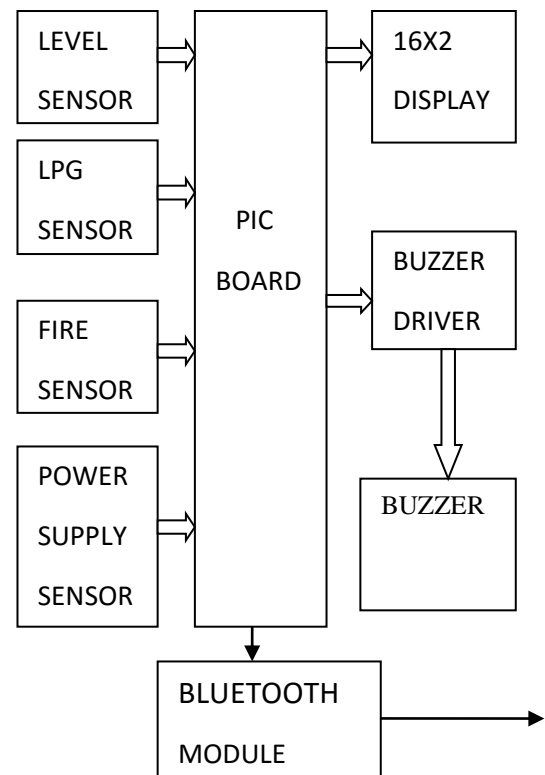 LEVEL
SENSOR
LPG
SENSOR
FIRE
SENSOR
POWER
SUPPLY
SENSOR
PIC
BOARD
16X2
DISPLAY
BUZZER
DRIVER
BUZZER
BLUETOOTH
MODULE